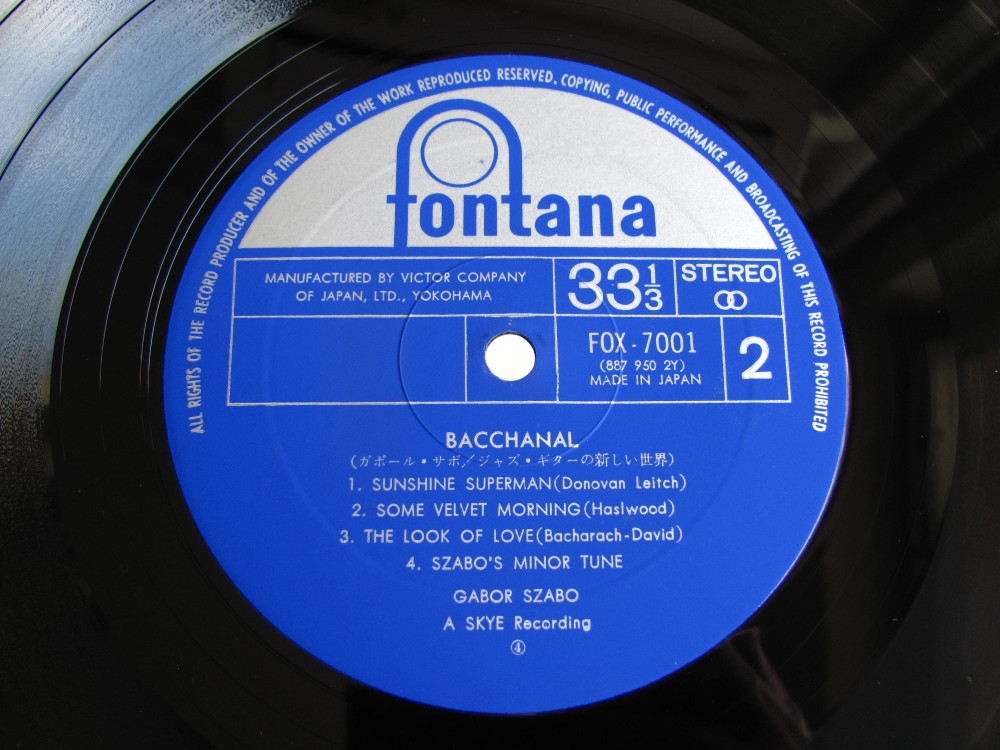 ALL RIGHTS OF THE RECORD PRODUCER AND OF THE OWNER OF THE WORK REPRODUCED RESERVED. COPYING, PUBLIC PERFORMANCE AND BROADCASTING OF THIS RECORD PROHIBITED
fontana
MANUFACTURED BY VICTOR COMPANY
OF JAPAN, LTD., YOKOHAMA
33 1/3
STEREO
FOX-7001
(887 950 2Y)
MADE IN JAPAN
2
BACCHANAL
(ガボール・サボ/ジャズ・ギターの新しい世界)
1. SUNSHINE SUPERMAN(Donovan Leitch)
2. SOME VELVET MORNING(Haslwood)
3. THE LOOK OF LOVE(Bacharach-David)
4. SZABO'S MINOR TUNE
GABOR SZABO
A SKYE Recording
④